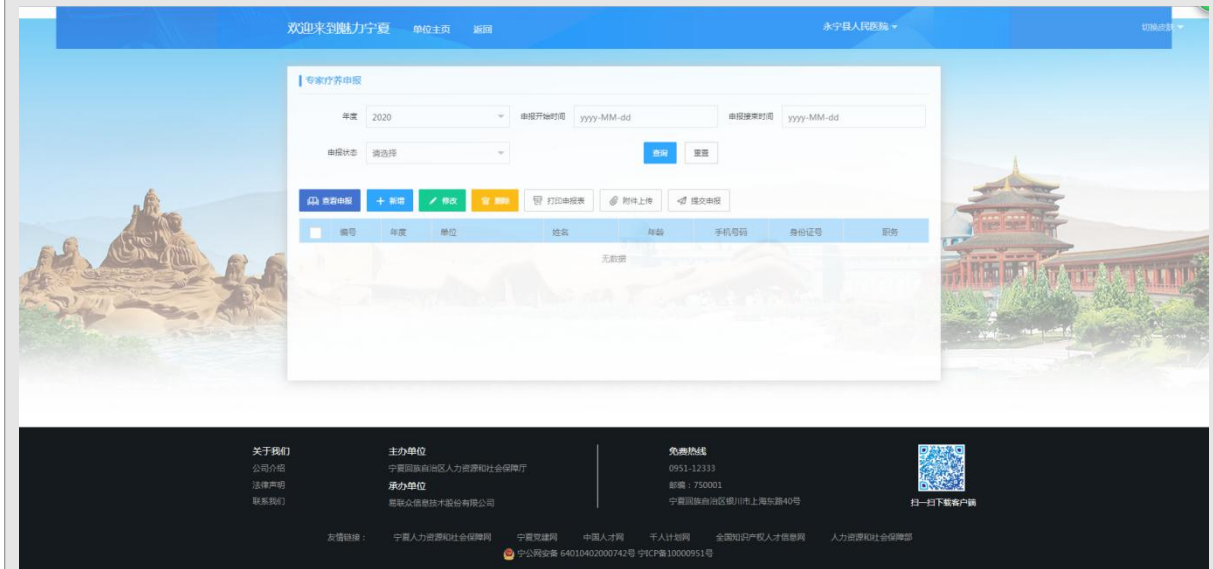 欢迎来到魅力宁夏 单位主页 返回 永宁县人民医院 切换皮肤
专家疗养申报
年度 2020 申报开始时间 yyyy-MM-dd 申报接束时间 yyyy-MM-dd
申报状态 请选择 查询 重置
查看申报 新增 修改 删除 打印申报表 附件上传 提交申报
编号 年度 单位 姓名 年龄 手机号码 身份证号 职务
无数据
关于我们 主办单位 免费热线
公司介绍 宁夏回族自治区人力资源和社会保障厅 0951-12333
法律声明 承办单位 邮编：750001
联系我们 易联众信息技术股份有限公司 宁夏回族自治区银川市上海东路40号
扫一扫下载客户端
友情链接： 宁夏人力资源和社会保障网 宁夏党建网 中国人才网 千人计划网 全国知识产权人才信息网 人力资源和社会保障部
宁公网安备 64010402000742号 宁ICP备10000951号